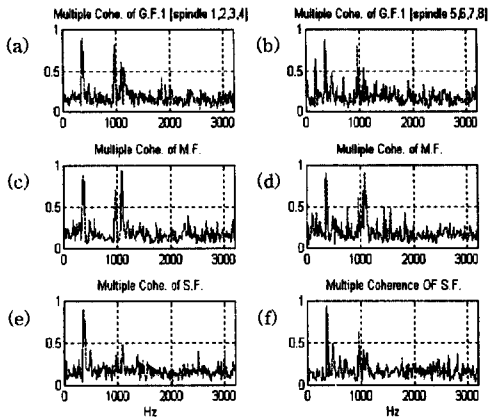 Multiple Cohe. of G.F.1 [spindle 1,2,3,4]
Multiple Cohe. of G.F.1 [spindle 5,6,7,8]
(a)
1
0.5
0
0 1000 2000 3000
(b)
1
0.5
0
0 1000 2000 3000
Multiple Cohe. of M.F.
Multiple Cohe. of M.F.
(c)
1
0.5
0
0 1000 2000 3000
(d)
1
0.5
0
0 1000 2000 3000
Multiple Cohe. of S.F.
Multiple Coherence OF S.F.
(e)
1
0.5
0
0 1000 2000 3000
Hz
(f)
1
0.5
0
0 1000 2000 3000
Hz